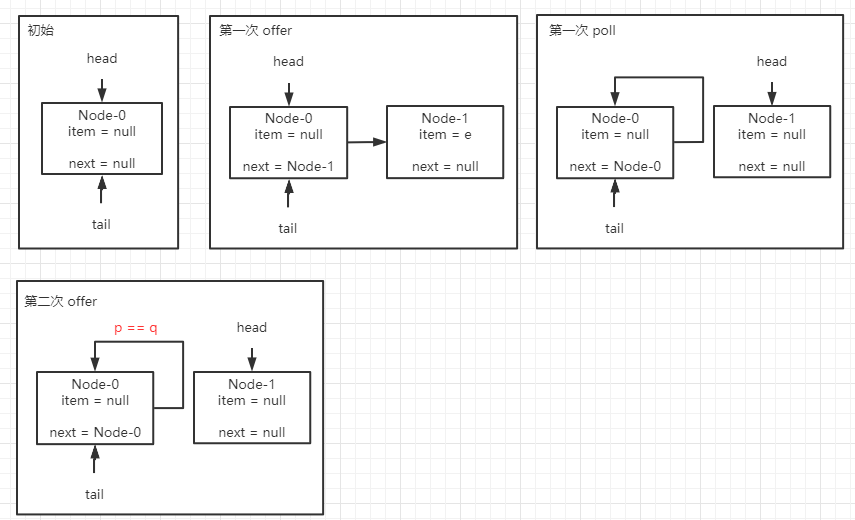 初始
head
Node-0
item = null
next = null
tail
第一次 offer
head
Node-0
item = null
next = Node-1
tail
Node-1
item = e
next = null
第一次 poll
head
Node-0
item = null
next = Node-0
tail
Node-1
item = null
next = null
第二次 offer
p == q
head
Node-0
item = null
next = Node-0
tail
Node-1
item = null
next = null